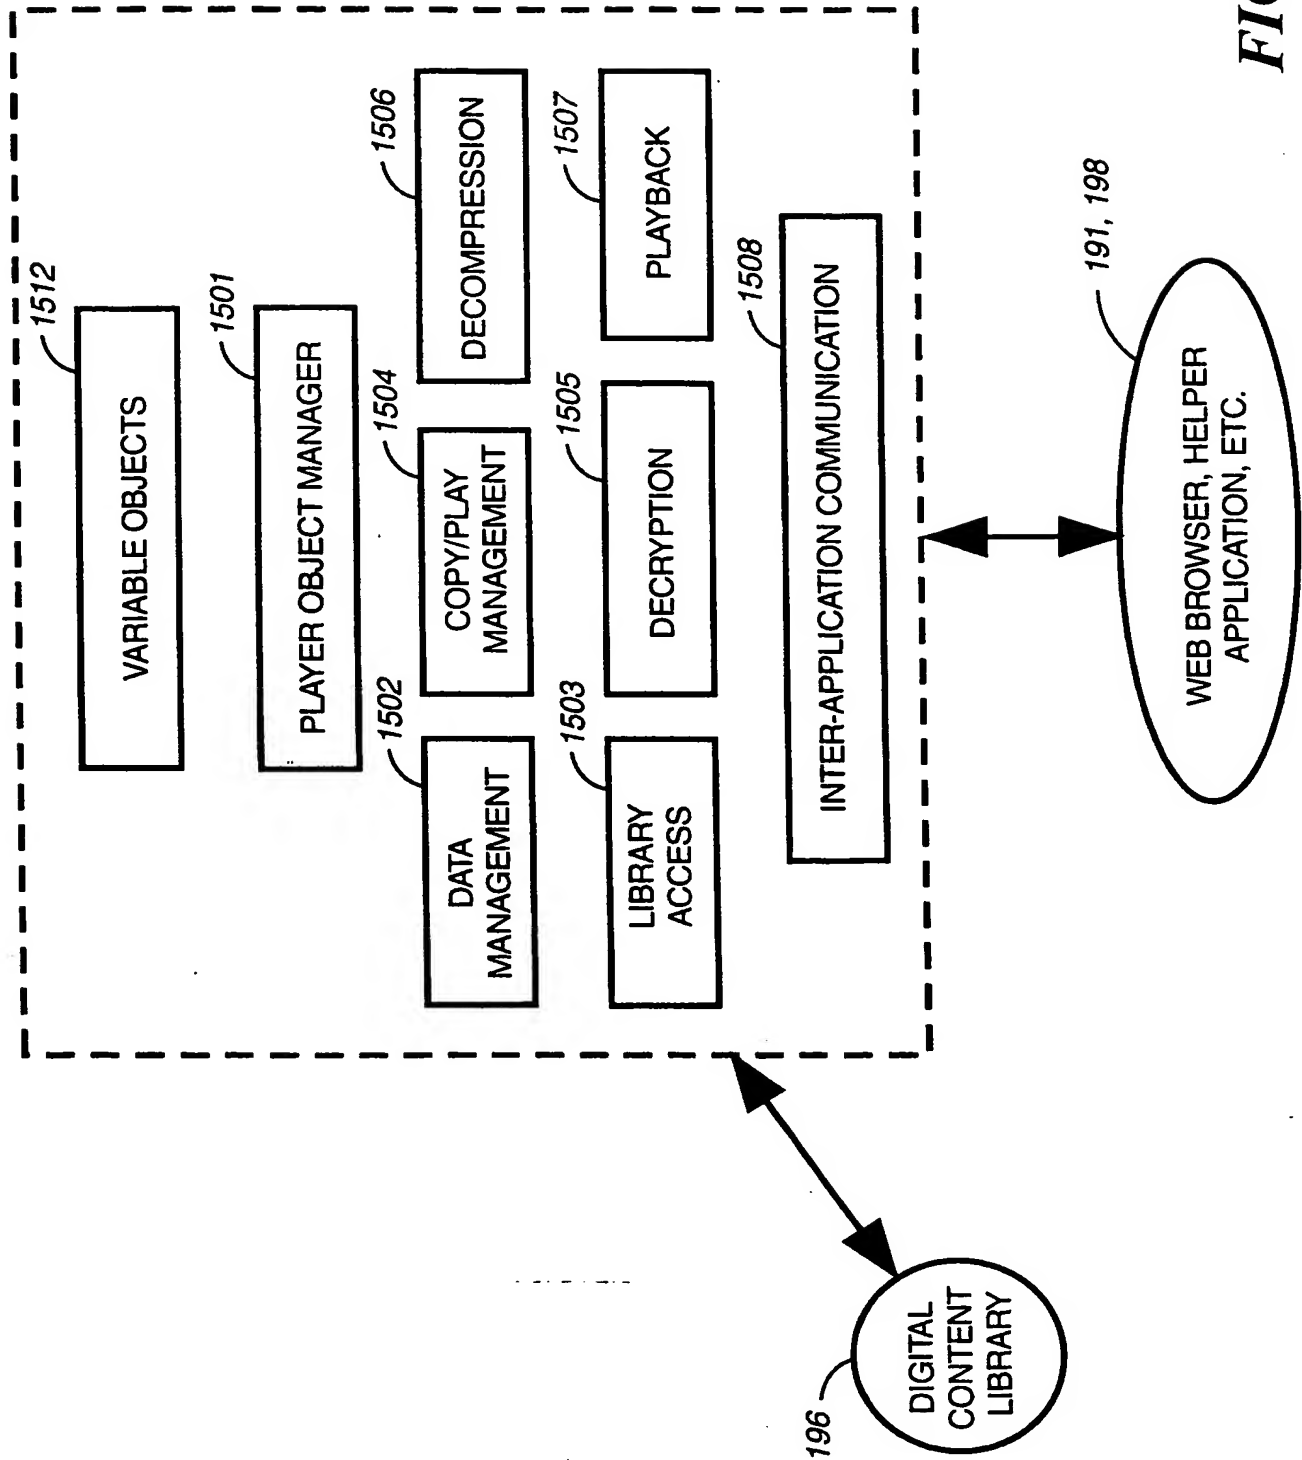 1512
VARIABLE OBJECTS
1501
PLAYER OBJECT MANAGER
1502
DATA
MANAGEMENT
1504
COPY/PLAY
MANAGEMENT
1506
DECOMPRESSION
1503
LIBRARY
ACCESS
1505
DECRYPTION
1507
PLAYBACK
1508
INTER-APPLICATION COMMUNICATION
196
DIGITAL
CONTENT
LIBRARY
191, 198
WEB BROWSER, HELPER
APPLICATION, ETC.